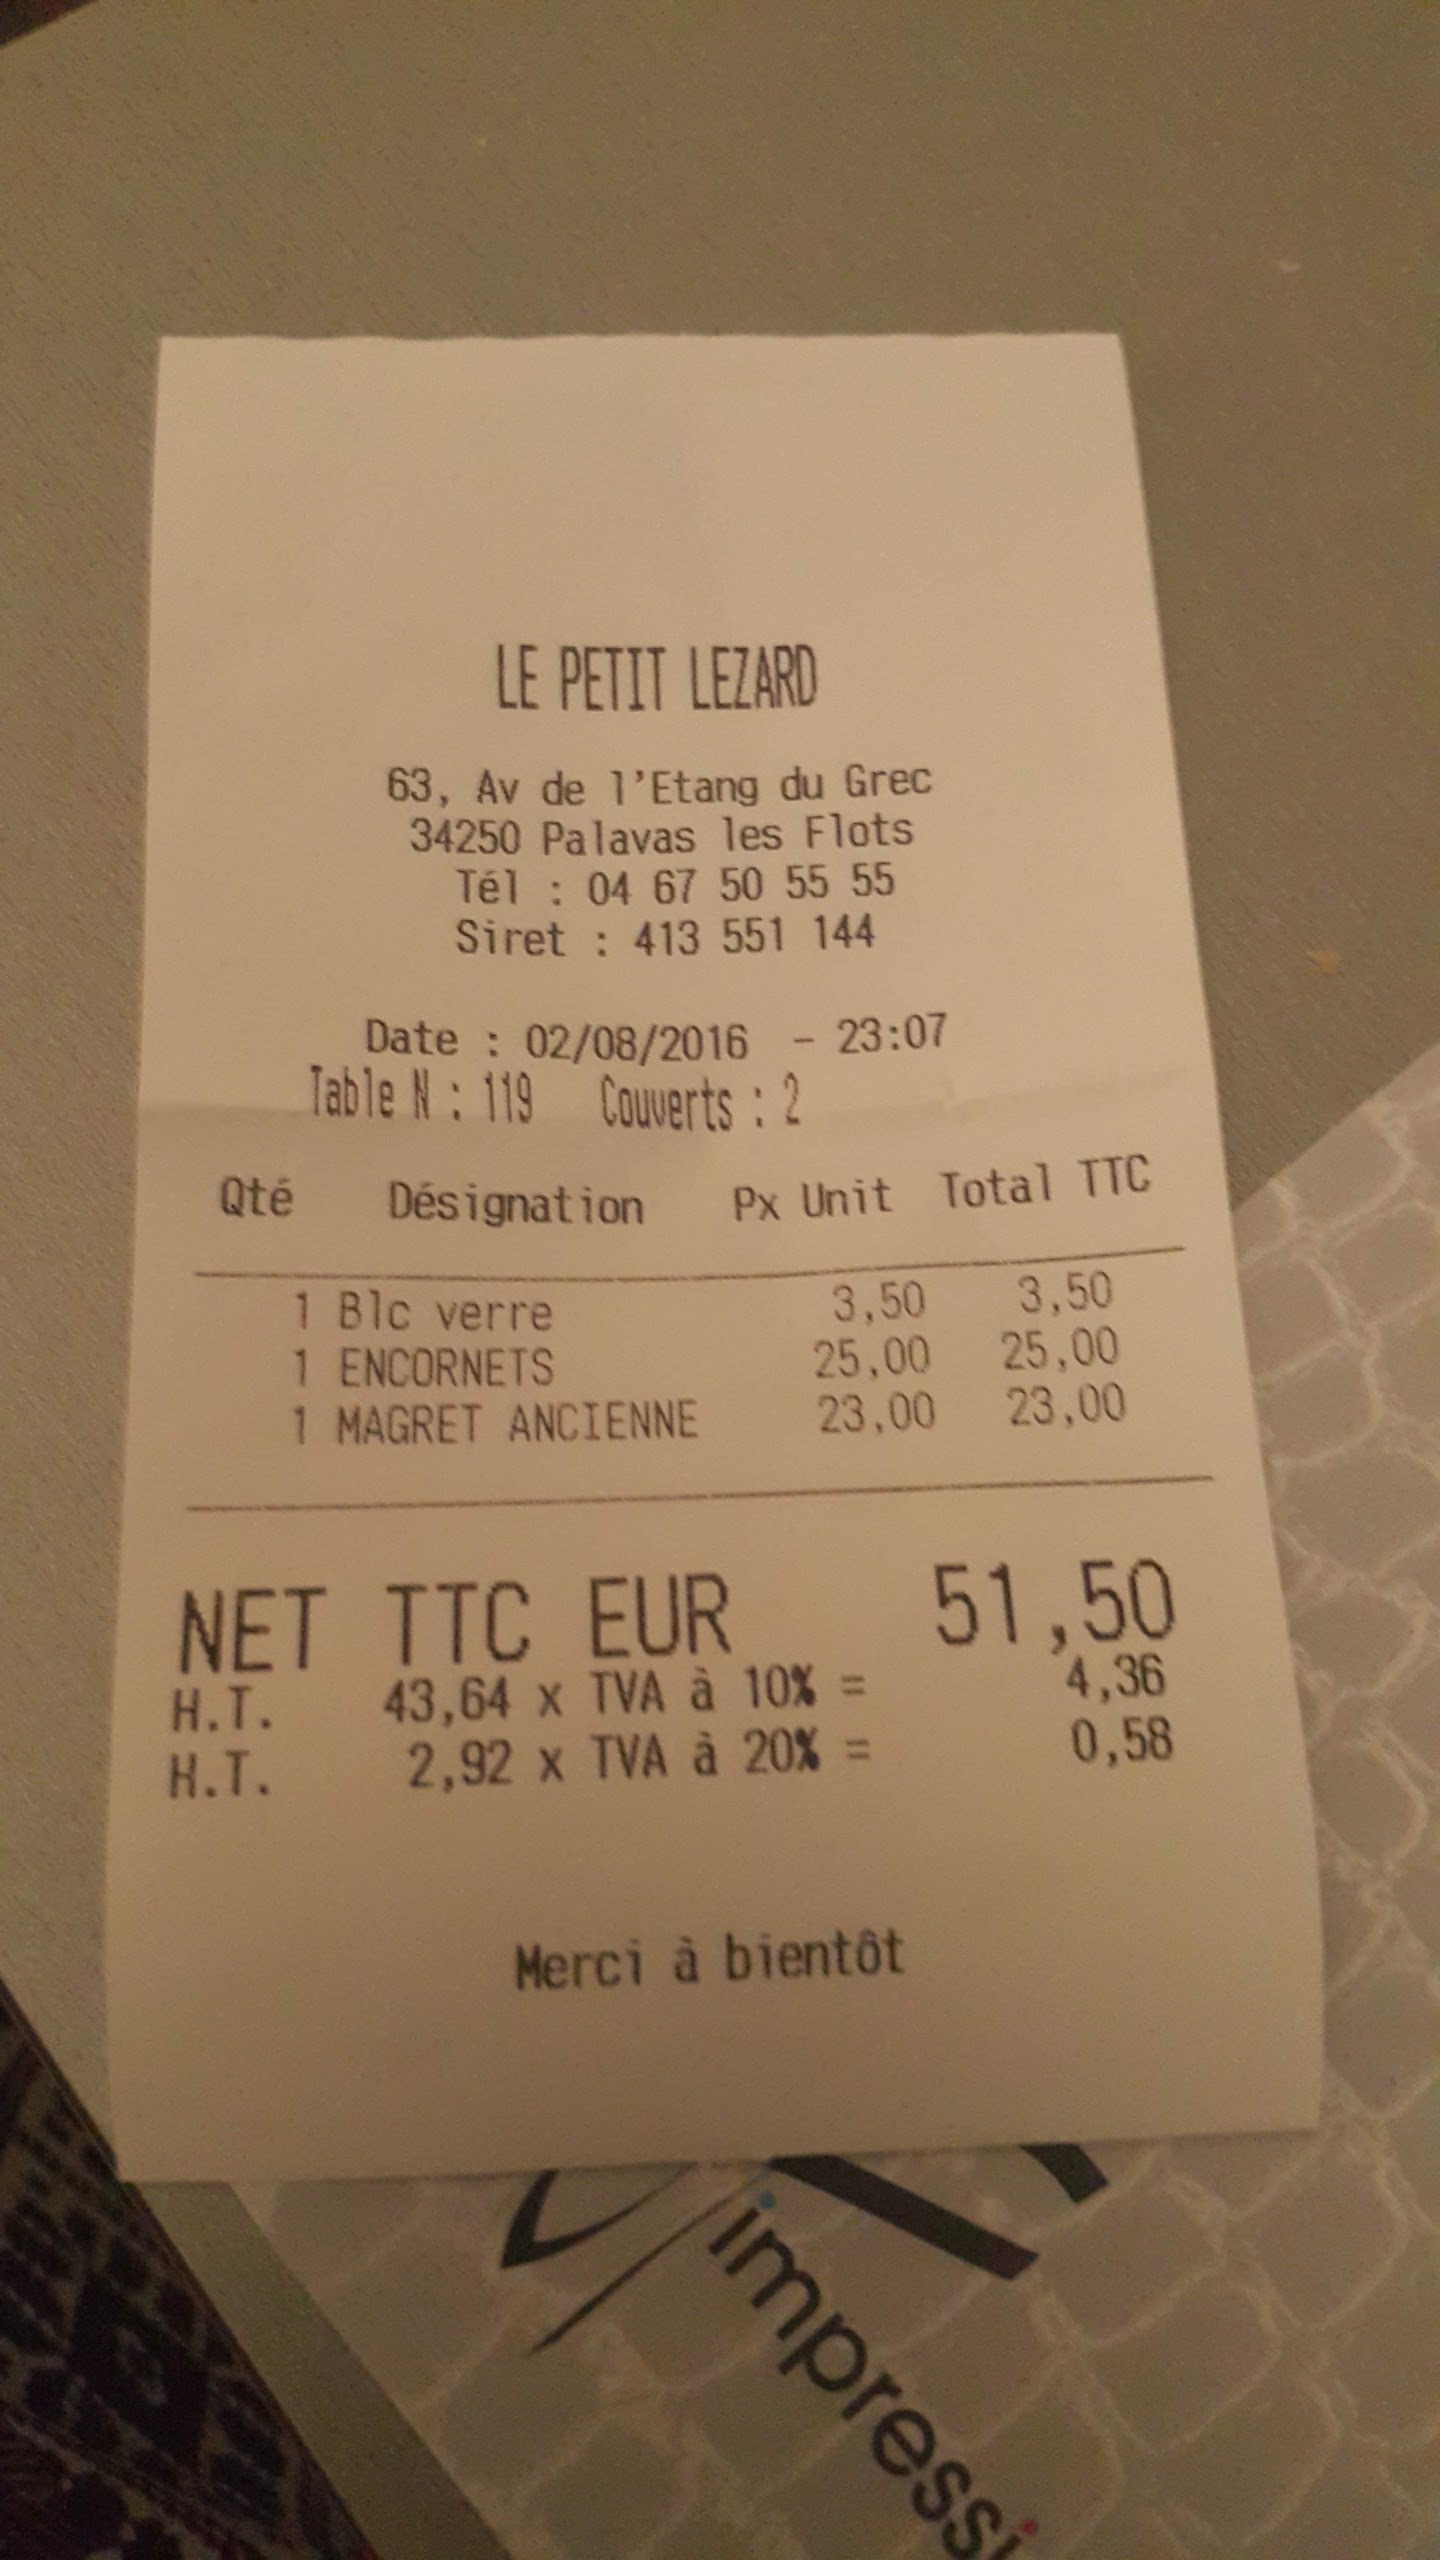 LE PETIT LEZARD
63, Av de l'Etang du Grec
34250 Palavas les Flots
Tél : 04 67 50 55 55
Siret : 413 551 144
Date : 02/08/2016 - 23:07
Table N : 119 Couverts : 2
Qté Désignation Px Unit Total TTC
1 Blc verre 3,50 3,50
1 ENCORNETS 25,00 25,00
1 MAGRET ANCIENNE 23,00 23,00
NET TTC EUR 51,50
H.T. 43,64 x TVA à 10% = 4,36
H.T. 2,92 x TVA à 20% = 0,58
Merci à bientôt
impressi